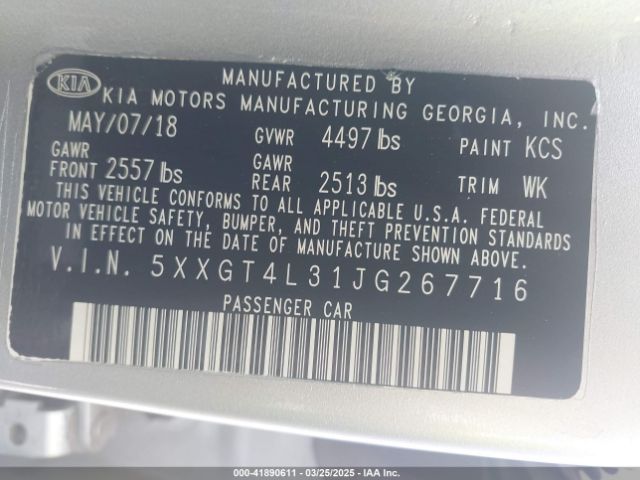 KIA
MANUFACTURED BY
KIA MOTORS MANUFACTURING GEORGIA, INC.
MAY/07/18 GVWR 4497 lbs PAINT KCS
GAWR FRONT 2557 lbs GAWR REAR 2513 lbs TRIM WK
THIS VEHICLE CONFORMS TO ALL APPLICABLE U.S.A. FEDERAL
MOTOR VEHICLE SAFETY, BUMPER, AND THEFT PREVENTION STANDARDS
IN EFFECT ON THE DATE OF MANUFACTURE SHOWN ABOVE.
V.I.N. 5XXGT4L31JG267716
PASSENGER CAR
000-41890611 - 03/25/2025 - IAA Inc.